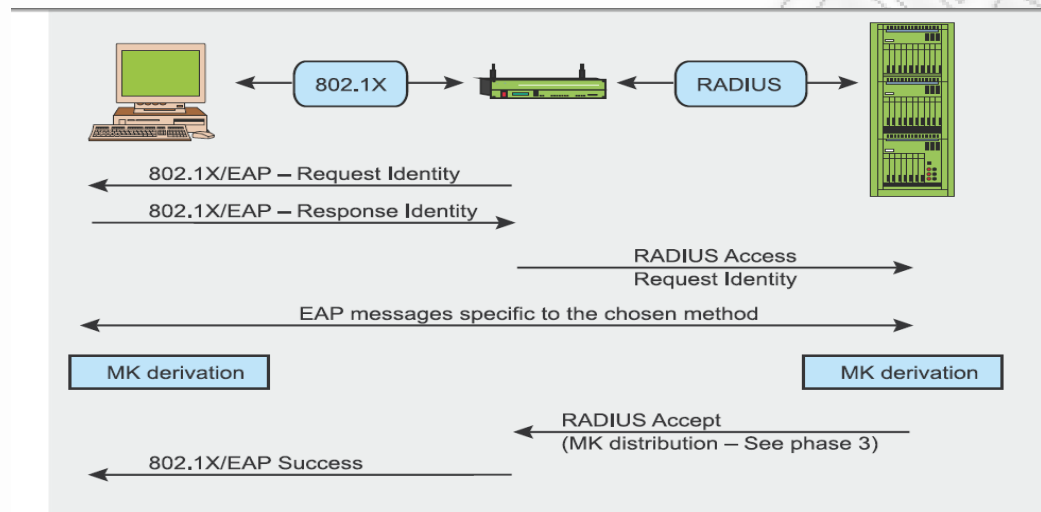 802.1X
RADIUS
802.1X/EAP – Request Identity
802.1X/EAP – Response Identity
RADIUS Access
Request Identity
EAP messages specific to the chosen method
MK derivation
MK derivation
RADIUS Accept
(MK distribution – See phase 3)
802.1X/EAP Success